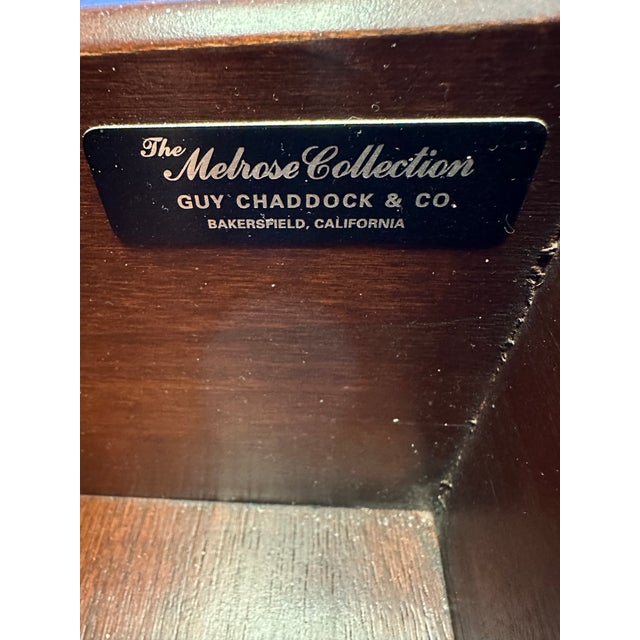 The Melrose Collection
GUY CHADDOCK & CO.
BAKERSFIELD, CALIFORNIA